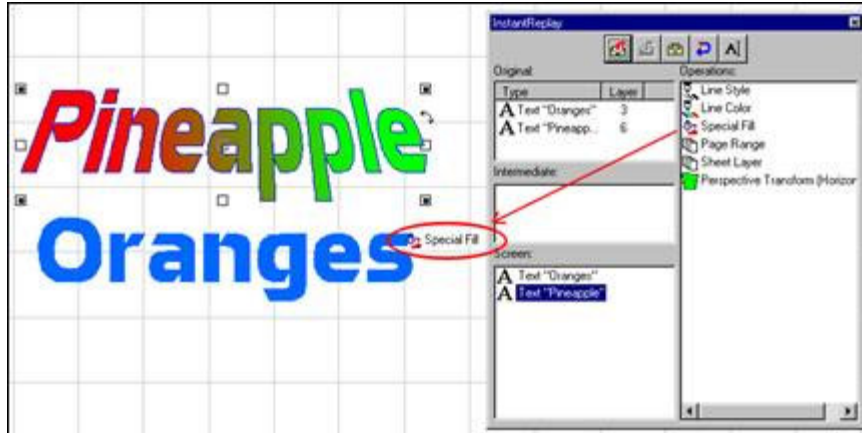 InstantReplay
A
Original:
Operations:
Type Layer
A Text "Oranges" 3
A Text "Pineapp... 6
Line Style
Line Color
Special Fill
Page Range
Sheet Layer
Perspective Transform (Horizon
Intermediate:
Screen:
A Text "Oranges"
A Text "Pineapple"
Pineapple
Oranges
Special Fill